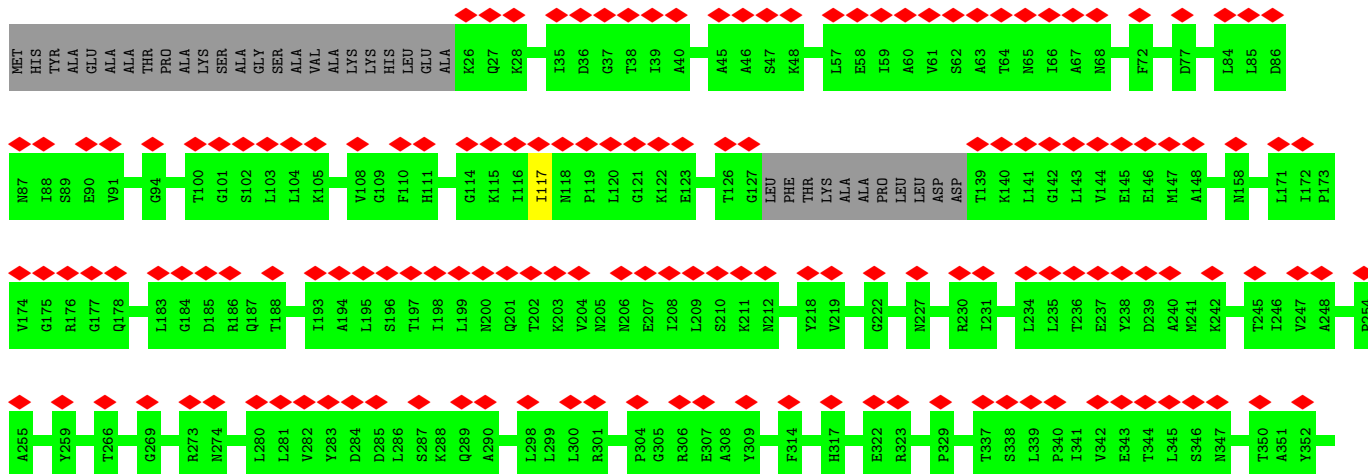 MET HIS TYR ALA GLU ALA ALA THR PRO ALA LYS SER ALA GLY SER ALA VAL ALA LYS LYS HIS LEU GLU ALA K26 Q27 K28 I35 D36 G37 T38 I39 A40 A45 A46 S47 K48 L57 E58 I59 A60 V61 S62 A63 T64 N65 I66 A67 N68 F72 D77 L84 L85 D86
N87 I88 S89 E90 V91 G94 T100 G101 S102 L103 L104 K105 V108 G109 F110 H111 G114 K115 I116 I117 N118 P119 L120 G121 K122 E123 T126 G127 LEU PHE THR LYS ALA ALA PRO LEU LEU ASP ASP T139 K140 L141 G142 L143 V144 E145 E146 M147 A148 N158 L171 I172 P173
V174 G175 R176 G177 Q178 L183 G184 D185 R186 Q187 T188 I193 A194 L195 S196 T197 I198 L199 N200 Q201 T202 K203 V204 N205 N206 E207 I208 L209 S210 K211 N212 Y218 V219 G222 N227 R230 I231 L234 L235 T236 E237 Y238 D239 A240 M241 K242 T245 I246 V247 A248 P254
A255 Y259 T266 G269 R273 N274 L280 L281 V282 Y283 D284 D285 L286 S287 K288 Q289 A290 L298 L299 L300 R301 P304 G305 R306 E307 A308 Y309 F314 H317 E322 R323 P329 T337 S338 L339 P340 I341 V342 E343 T344 L345 S346 N347 T350 A351 Y352